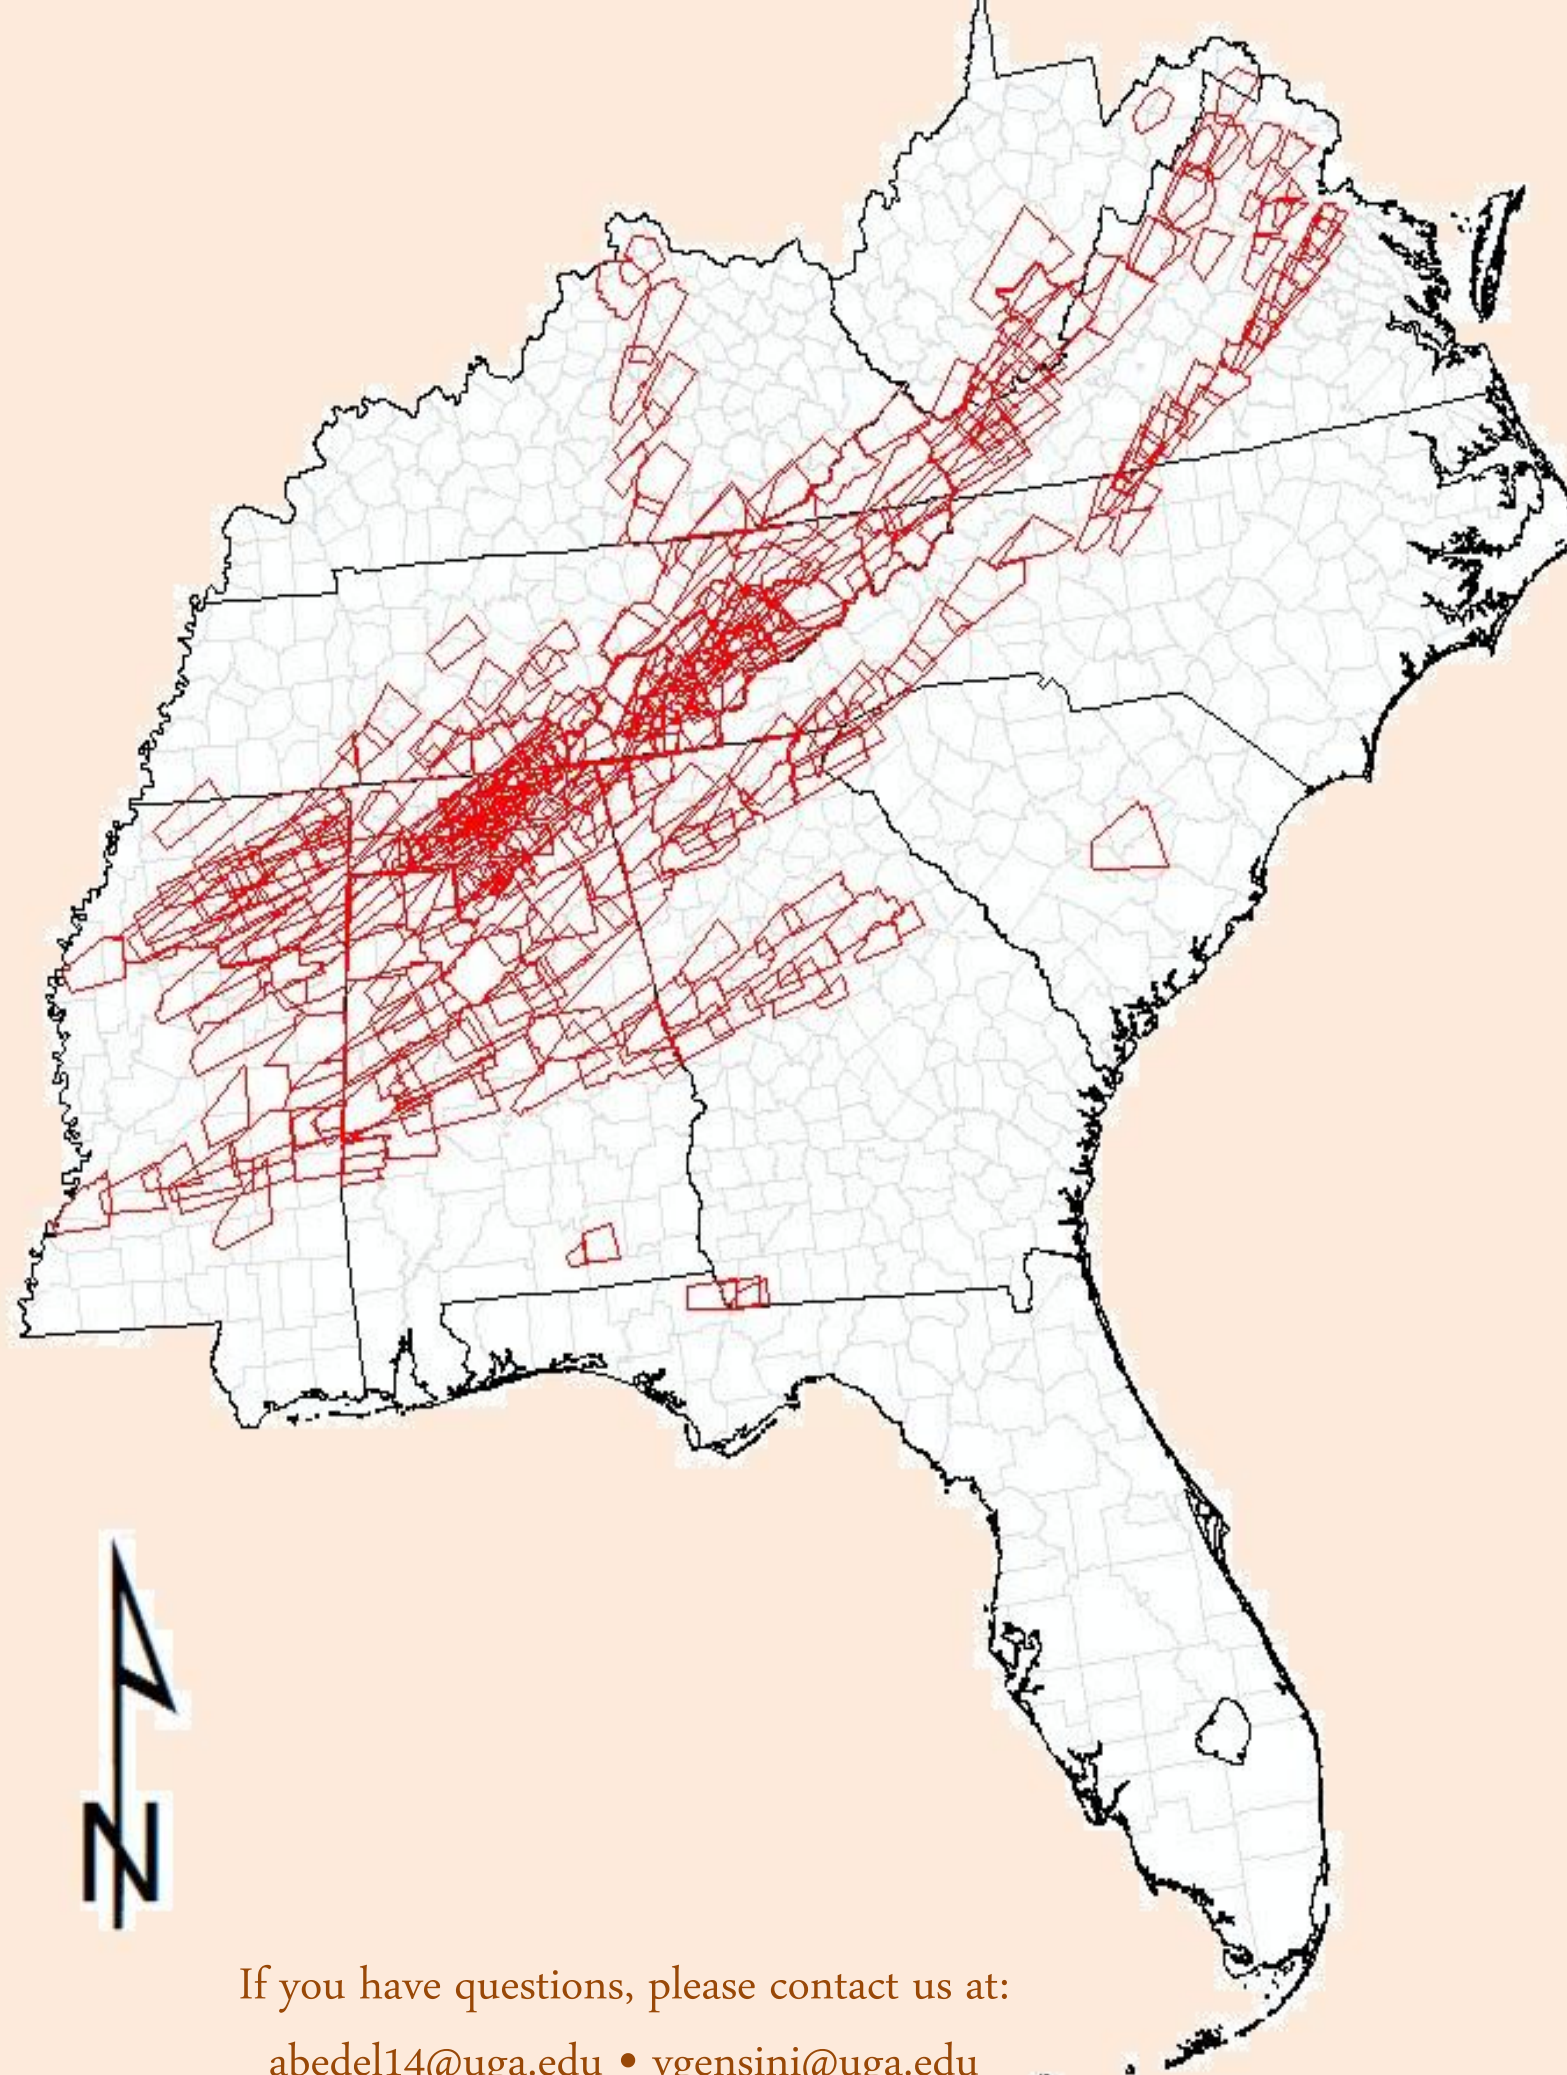 N
If you have questions, please contact us at:
abedel14@uga.edu • vgensini@uga.edu